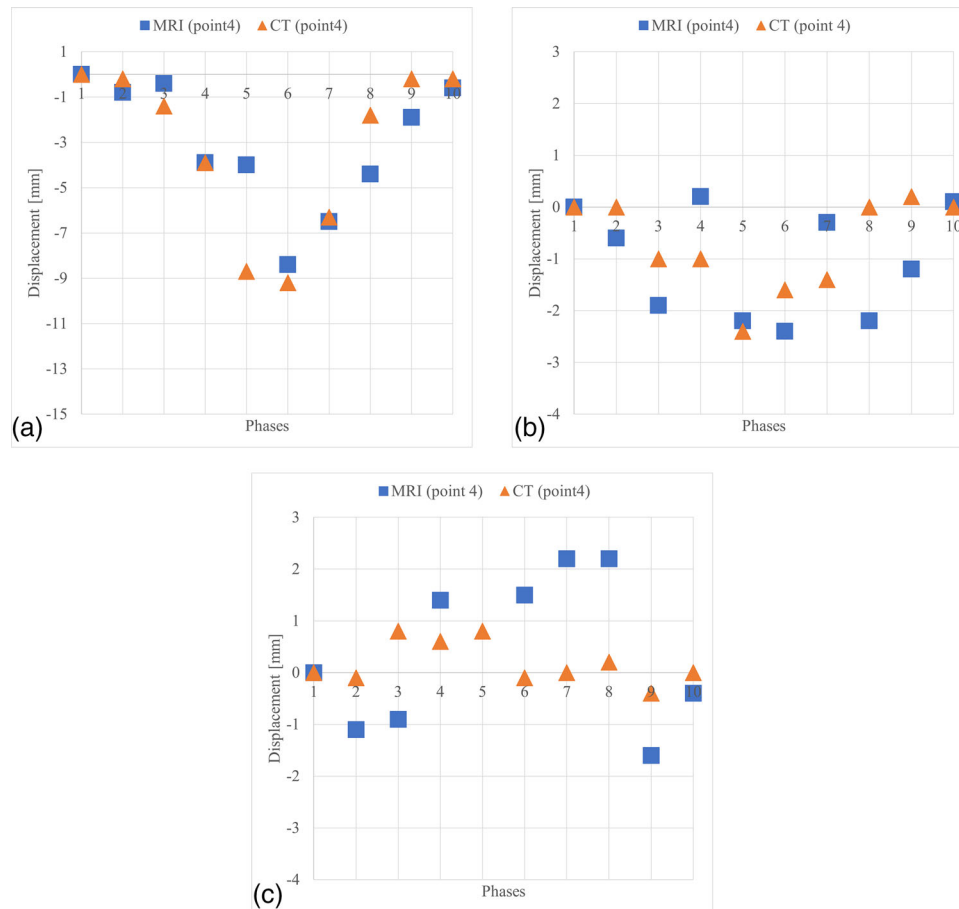 MRI (point4) CT (point4)
1
-1
-3
-5
-7
-9
-11
-13
-15
1 2 3 4 5 6 7 8 9 10
Displacement [mm]
Phases
(a)
MRI (point4) CT (point 4)
3
2
1
0
-1
-2
-3
-4
1 2 3 4 5 6 7 8 9 10
Displacement [mm]
Phases
(b)
MRI (point 4) CT (point4)
3
2
1
0
-1
-2
-3
-4
1 2 3 4 5 6 7 8 9 10
Displacement [mm]
Phases
(c)